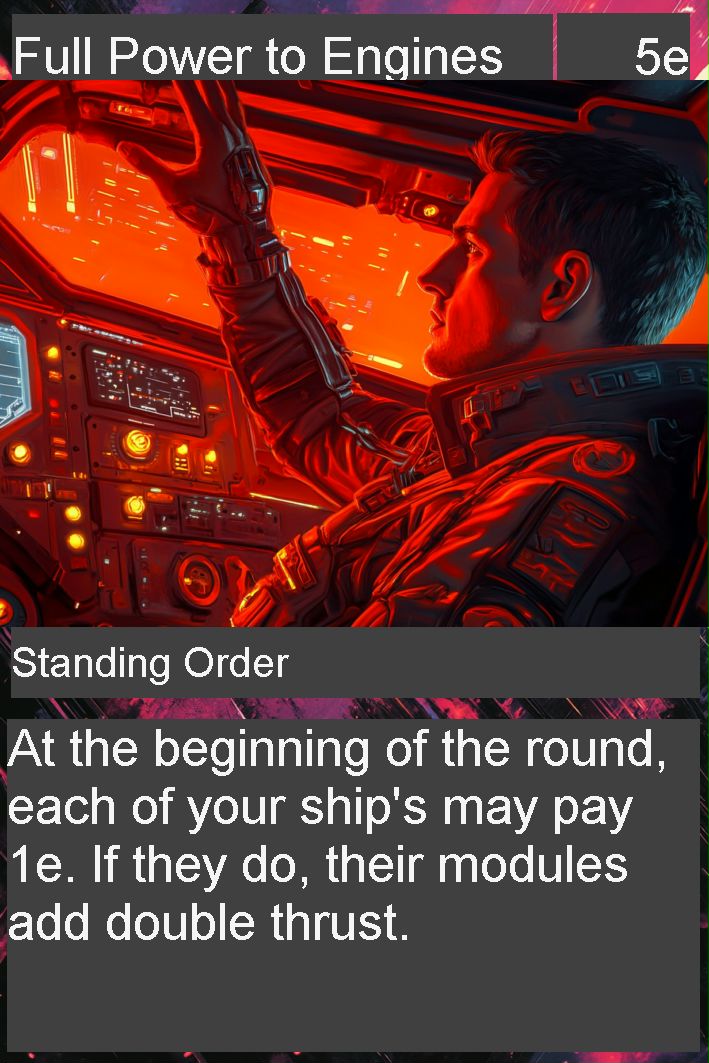 Full Power to Engines 5e
Standing Order
At the beginning of the round,
each of your ship's may pay
1e. If they do, their modules
add double thrust.